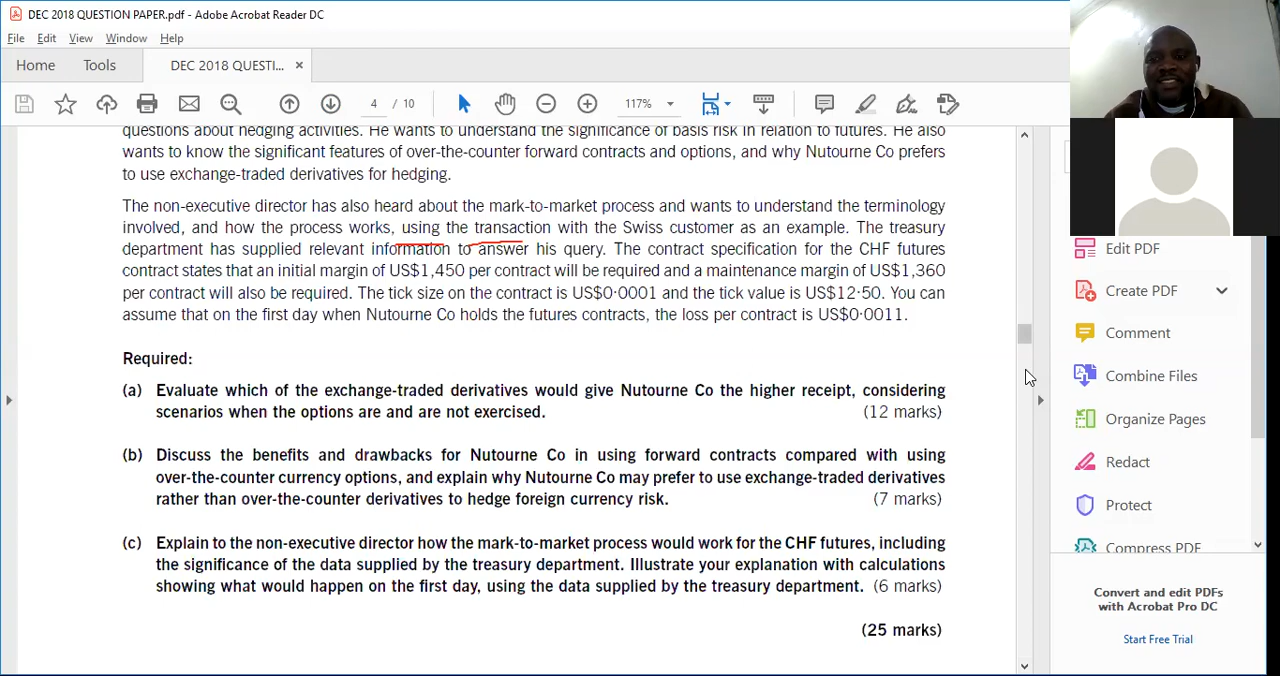 DEC 2018 QUESTION PAPER.pdf - Adobe Acrobat Reader DC
File Edit View Window Help
Home Tools DEC 2018 QUESTI... ×
4 / 10 117%
questions about hedging activities. He wants to understand the significance of basis risk in relation to futures. He also
wants to know the significant features of over-the-counter forward contracts and options, and why Nutourne Co prefers
to use exchange-traded derivatives for hedging.
The non-executive director has also heard about the mark-to-market process and wants to understand the terminology
involved, and how the process works, using the transaction with the Swiss customer as an example. The treasury
department has supplied relevant information to answer his query. The contract specification for the CHF futures
contract states that an initial margin of US$1,450 per contract will be required and a maintenance margin of US$1,360
per contract will also be required. The tick size on the contract is US$0·0001 and the tick value is US$12·50. You can
assume that on the first day when Nutourne Co holds the futures contracts, the loss per contract is US$0·0011.
Required:
(a) Evaluate which of the exchange-traded derivatives would give Nutourne Co the higher receipt, considering
scenarios when the options are and are not exercised. (12 marks)
(b) Discuss the benefits and drawbacks for Nutourne Co in using forward contracts compared with using
over-the-counter currency options, and explain why Nutourne Co may prefer to use exchange-traded derivatives
rather than over-the-counter derivatives to hedge foreign currency risk. (7 marks)
(c) Explain to the non-executive director how the mark-to-market process would work for the CHF futures, including
the significance of the data supplied by the treasury department. Illustrate your explanation with calculations
showing what would happen on the first day, using the data supplied by the treasury department. (6 marks)
(25 marks)
Edit PDF
Create PDF
Comment
Combine Files
Organize Pages
Redact
Protect
Compress PDF
Convert and edit PDFs
with Acrobat Pro DC
Start Free Trial